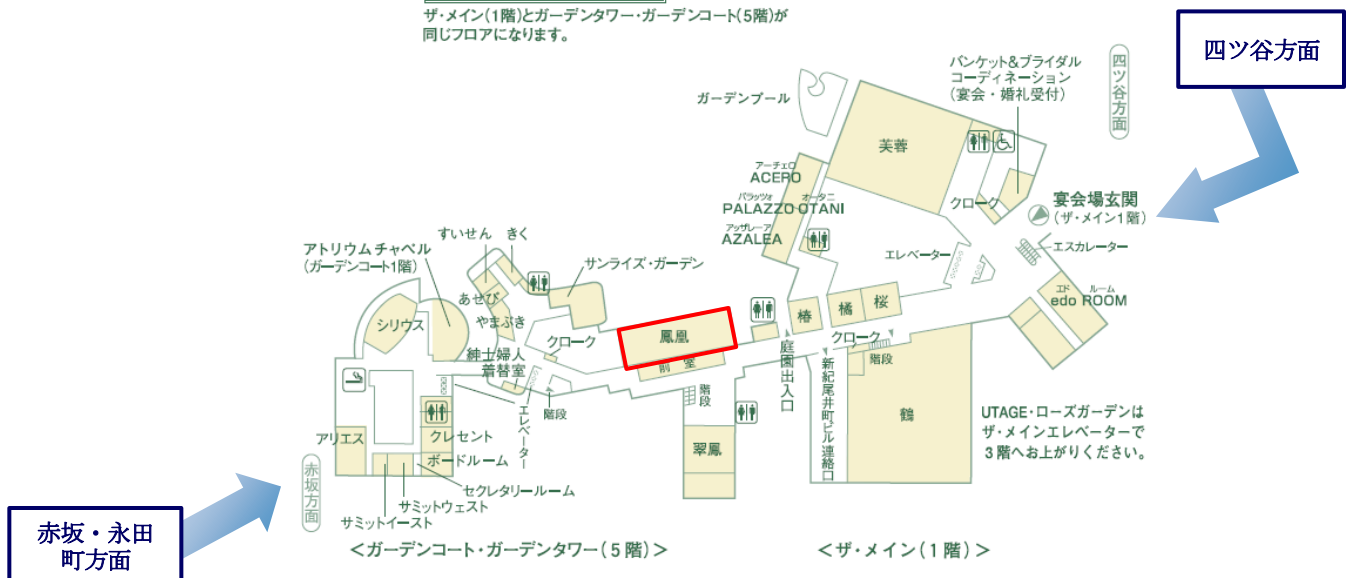 ザ・メイン(1階)とガーデンタワー・ガーデンコート(5階)が
同じフロアになります。
四ツ谷方面
四ツ谷方面
バンケット&ブライダル
コーディネーション
(宴会・婚礼受付)
ガーデンプール
芙蓉
アーチェロ
ACERO
パラッツォ オータニ
PALAZZO OTANI
アッザレーア
AZALEA
クローク
宴会場玄関
(ザ・メイン1階)
エスカレーター
エレベーター
エド ルーム
edo ROOM
すいせん
きく
アトリウムチャペル
(ガーデンコート1階)
サンライズ・ガーデン
あせび
やまぶき
シリウス
クローク
鳳凰
前室
椿
橘
桜
クローク
階段
紳士婦人
着替室
エレベーター
階段
階段
庭園出入口
新紀尾井町ビル連絡口
鶴
UTAGE・ローズガーデンは
ザ・メインエレベーターで
3階へお上がりください。
アリエス
クレセント
ボードルーム
翠鳳
セクレタリールーム
サミットウェスト
サミットイースト
赤坂方面
赤坂・永田
町方面
<ガーデンコート・ガーデンタワー(5階)>
<ザ・メイン(1階)>